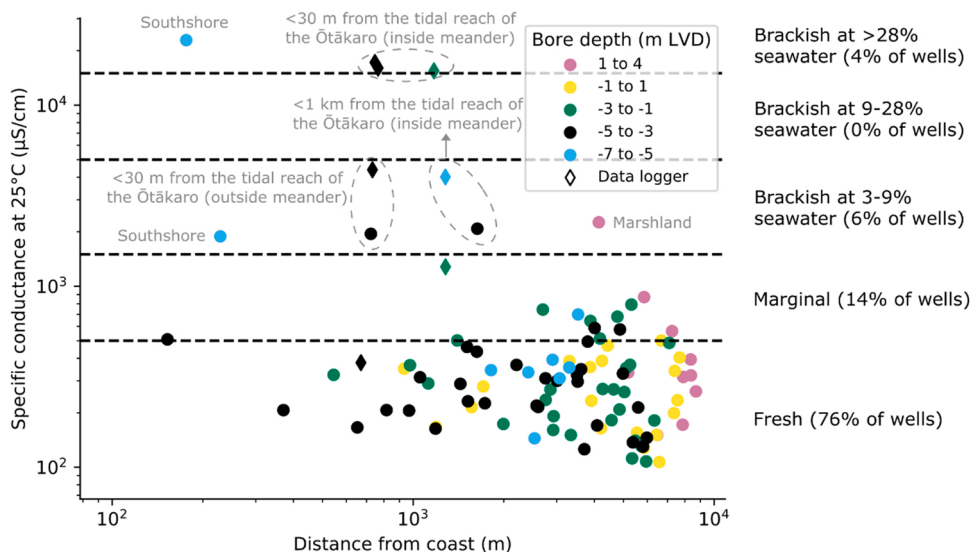 Southshore
<30 m from the tidal reach of
the Ōtākaro (inside meander)
<1 km from the tidal reach of
the Ōtākaro (inside meander)
<30 m from the tidal reach of
the Ōtākaro (outside meander)
Southshore
Marshland
Bore depth (m LVD)
1 to 4
-1 to 1
-3 to -1
-5 to -3
-7 to -5
Data logger
Brackish at >28%
seawater (4% of wells)
Brackish at 9-28%
seawater (0% of wells)
Brackish at 3-9%
seawater (6% of wells)
Marginal (14% of wells)
Fresh (76% of wells)
Specific conductance at 25°C (µS/cm)
10⁴
10³
10²
10²
10³
10⁴
Distance from coast (m)